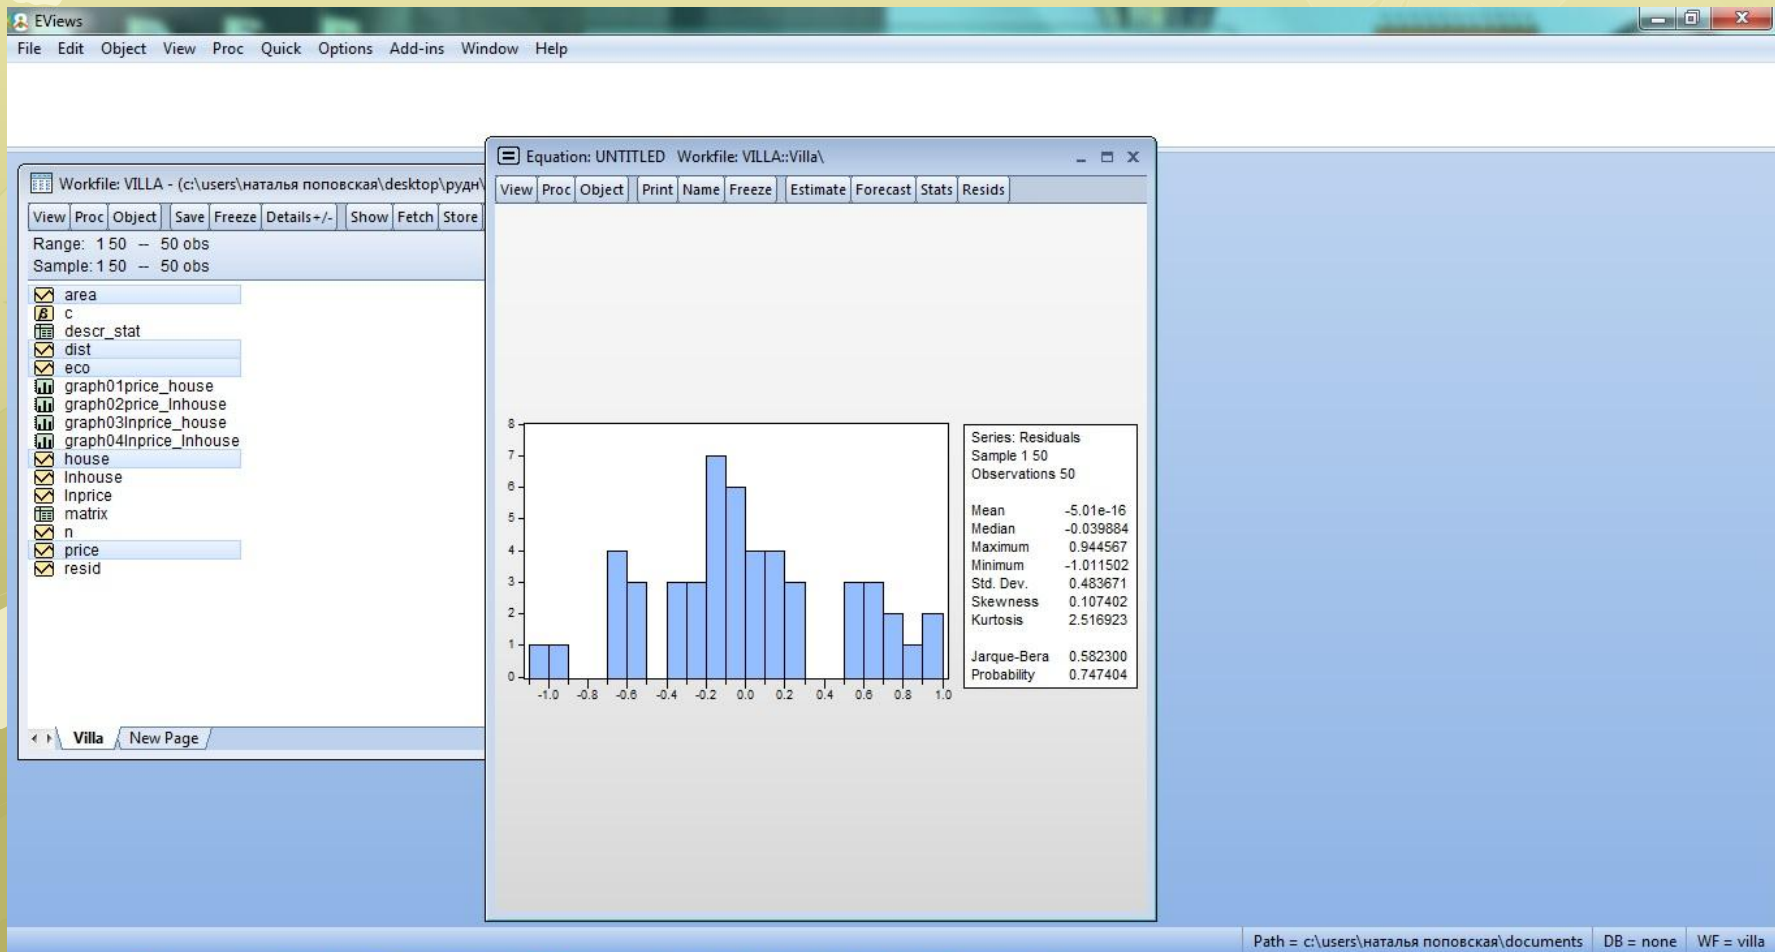 EViews
File Edit Object View Proc Quick Options Add-ins Window Help
Workfile: VILLA - (c:\users\наталья поповская\desktop\рудн\
View Proc Object Save Freeze Details+/- Show Fetch Store
Range: 1 50 -- 50 obs
Sample: 1 50 -- 50 obs
area
c
descr_stat
dist
eco
graph01price_house
graph02price_lnhouse
graph03lnprice_house
graph04lnprice_lnhouse
house
lnhouse
lnprice
matrix
n
price
resid
Villa New Page
Equation: UNTITLED Workfile: VILLA::Villa\
View Proc Object Print Name Freeze Estimate Forecast Stats Resids
8
7
6
5
4
3
2
1
0
-1.0 -0.8 -0.6 -0.4 -0.2 0.0 0.2 0.4 0.6 0.8 1.0
Series: Residuals
Sample 1 50
Observations 50
Mean -5.01e-16
Median -0.039884
Maximum 0.944567
Minimum -1.011502
Std. Dev. 0.483671
Skewness 0.107402
Kurtosis 2.516923
Jarque-Bera 0.582300
Probability 0.747404
Path = c:\users\наталья поповская\documents DB = none WF = villa